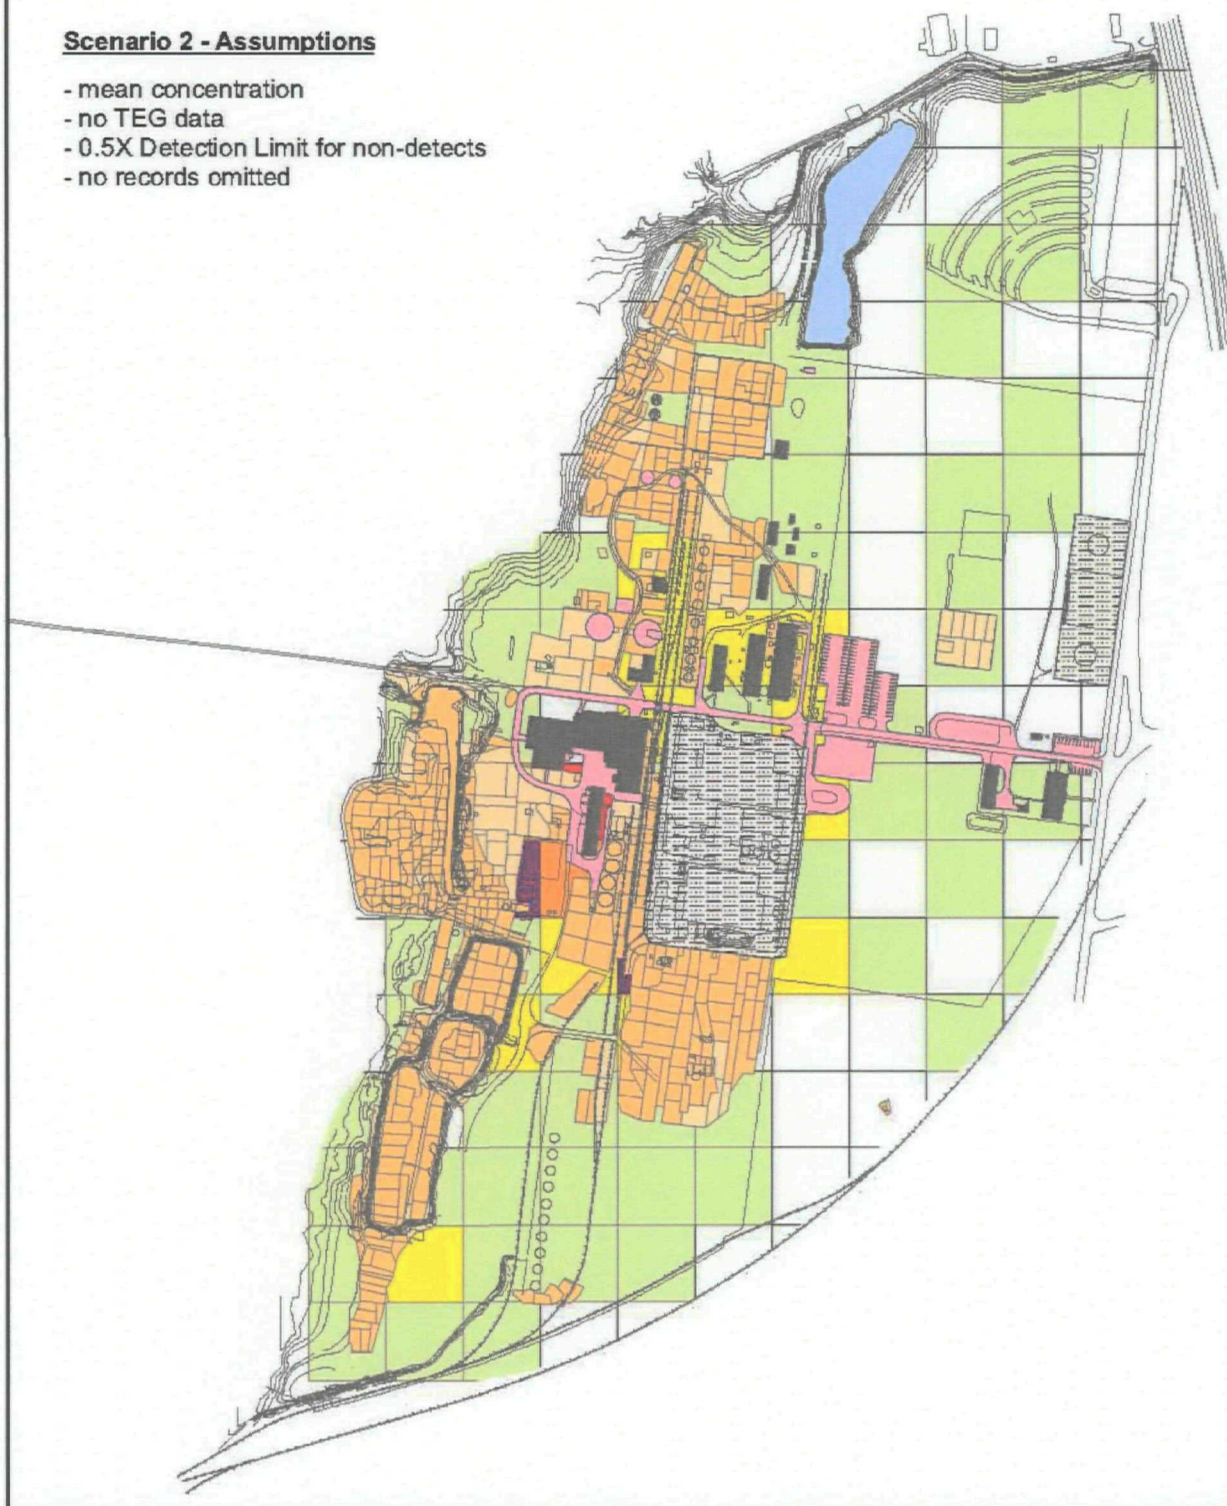 Scenario 2 - Assumptions
- mean concentration
- no TEG data
- 0.5X Detection Limit for non-detects
- no records omitted